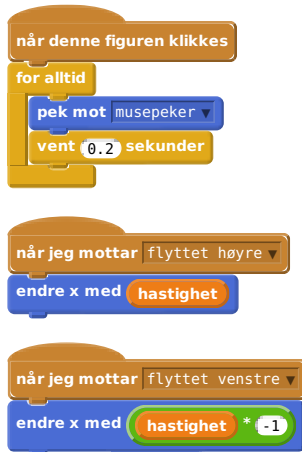 når denne figuren klikkes
for alltid
pek mot musepeker
vent 0.2 sekunder
når jeg mottar flyttet høyre
endre x med hastighet
når jeg mottar flyttet venstre
endre x med hastighet * -1